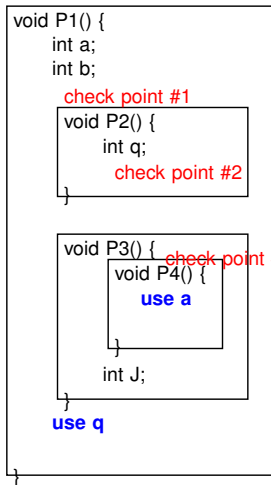 void P1() {
int a;
int b;
check point #1
void P2() {
int q;
check point #2
}
void P3() {
check point
void P4() {
use a
}
int J;
}
use q
}